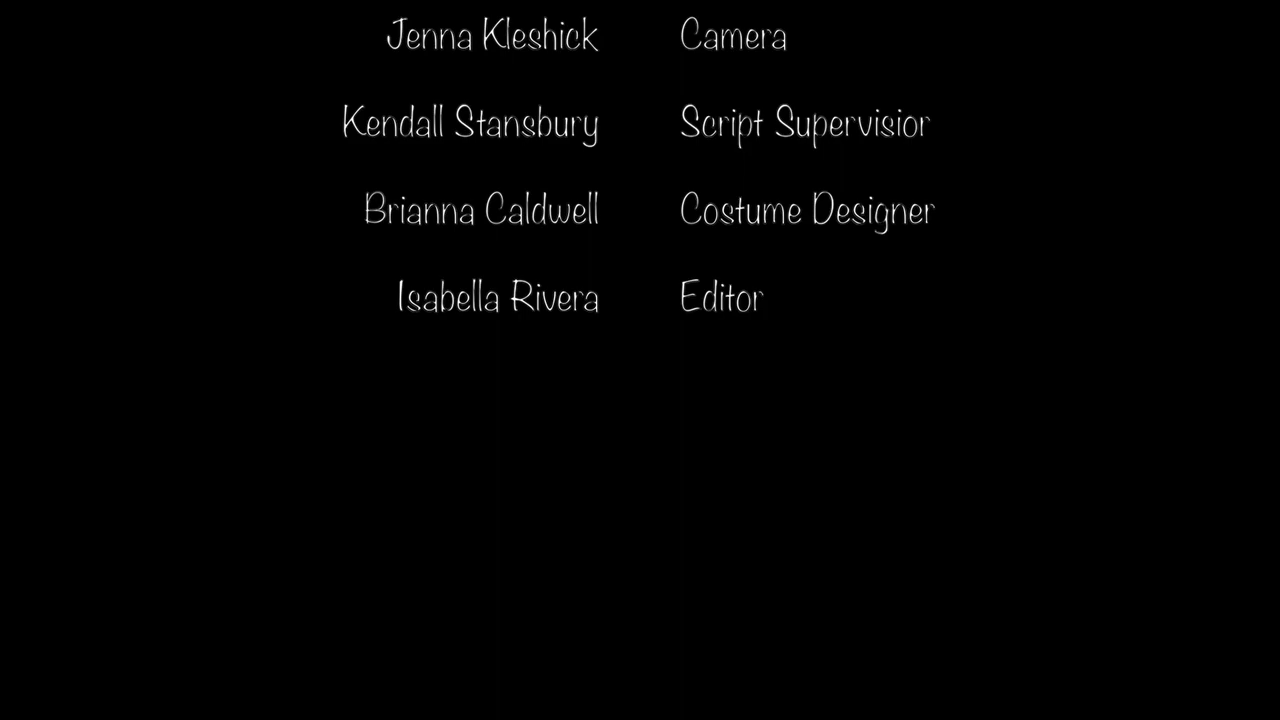 Jenna Kleshick Camera
Kendall Stansbury Script Supervisior
Brianna Caldwell Costume Designer
Isabella Rivera Editor